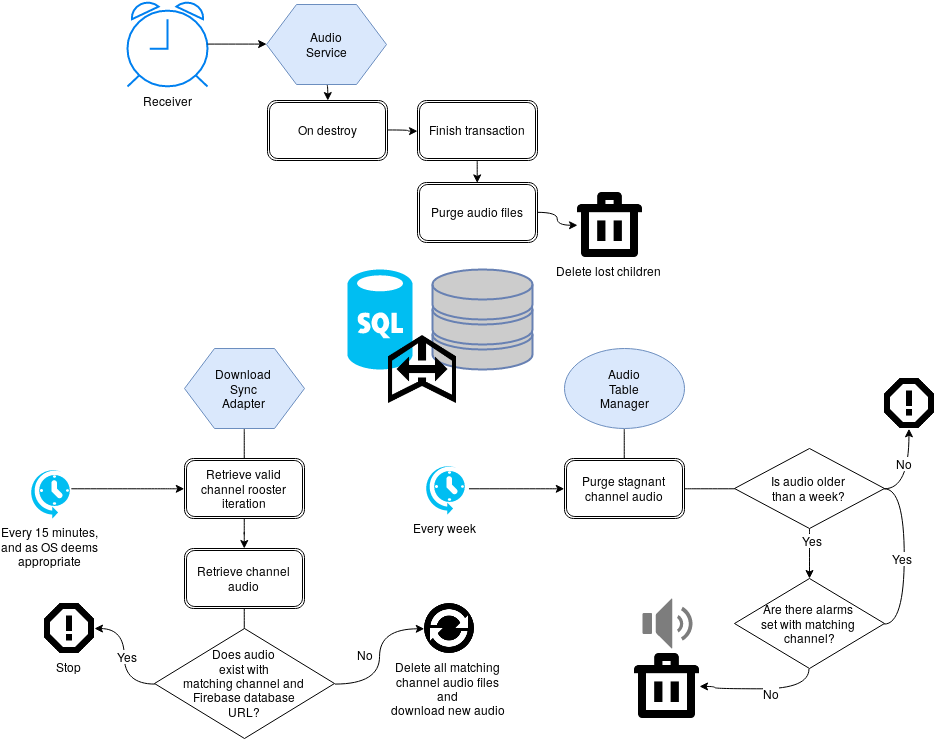 Audio
Service
Receiver
On destroy
Finish transaction
Purge audio files
Delete lost children
SQL
Download
Sync
Adapter
Audio
Table
Manager
Retrieve valid
channel rooster
iteration
Purge stagnant
channel audio
Is audio older
than a week?
No
Every 15 minutes,
and as OS deems
appropriate
Every week
Yes
Yes
Retrieve channel
audio
Are there alarms
set with matching
channel?
Stop
Yes
Does audio
exist with
matching channel and
Firebase database
URL?
No
Delete all matching
channel audio files
and
download new audio
No